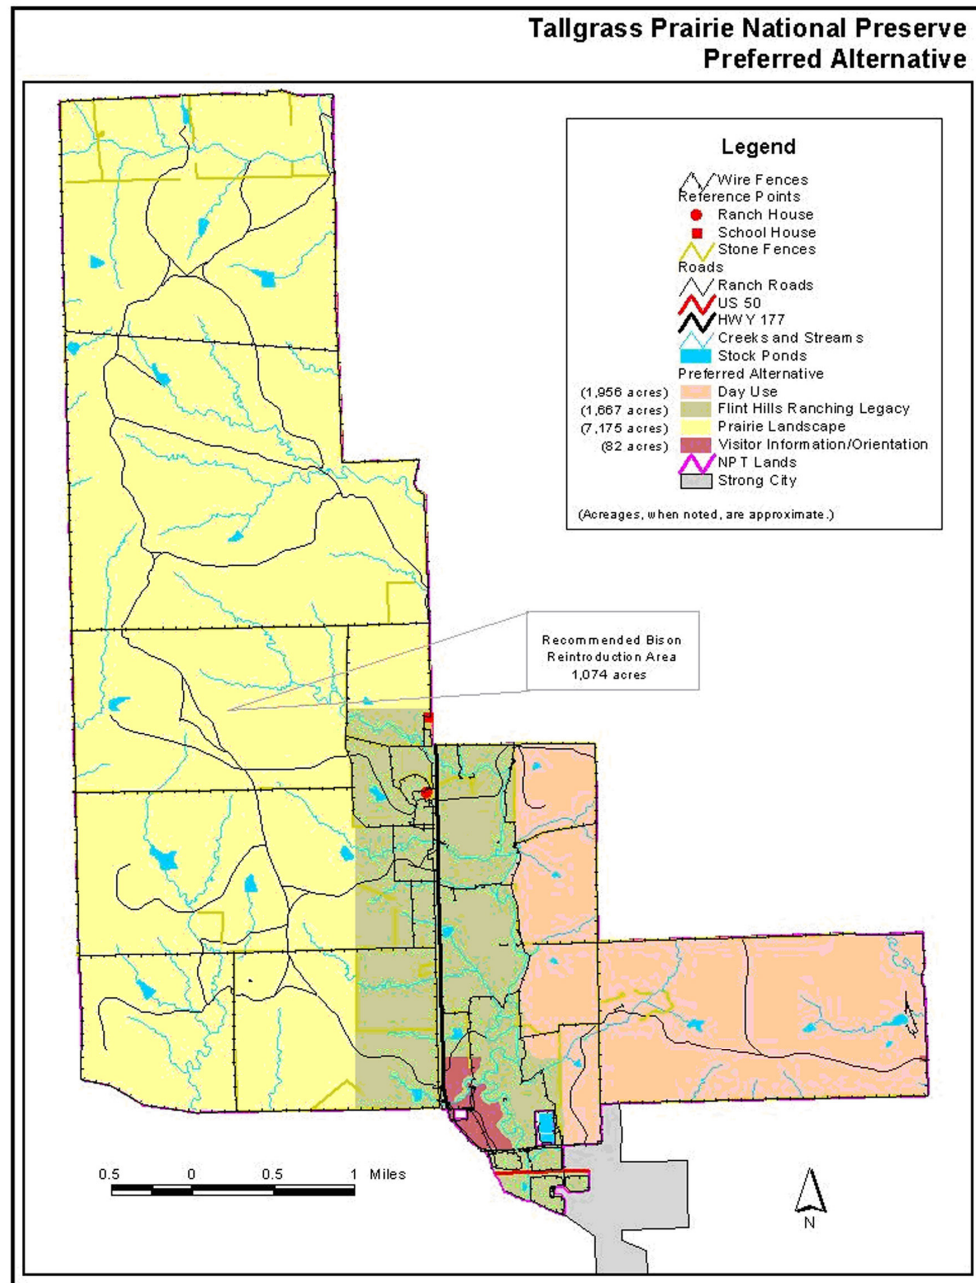 Tallgrass Prairie National Preserve
Preferred Alternative
Legend
Wire Fences
Reference Points
Ranch House
School House
Stone Fences
Roads
Ranch Roads
US 50
HWY 177
Creeks and Streams
Stock Ponds
Preferred Alternative
(1,956 acres) Day Use
(1,667 acres) Flint Hills Ranching Legacy
(7,175 acres) Prairie Landscape
(82 acres) Visitor Information/Orientation
NPT Lands
Strong City
(Acreages, when noted, are approximate.)
Recommended Bison
Reintroduction Area
1,074 acres
0.5 0 0.5 1 Miles
N